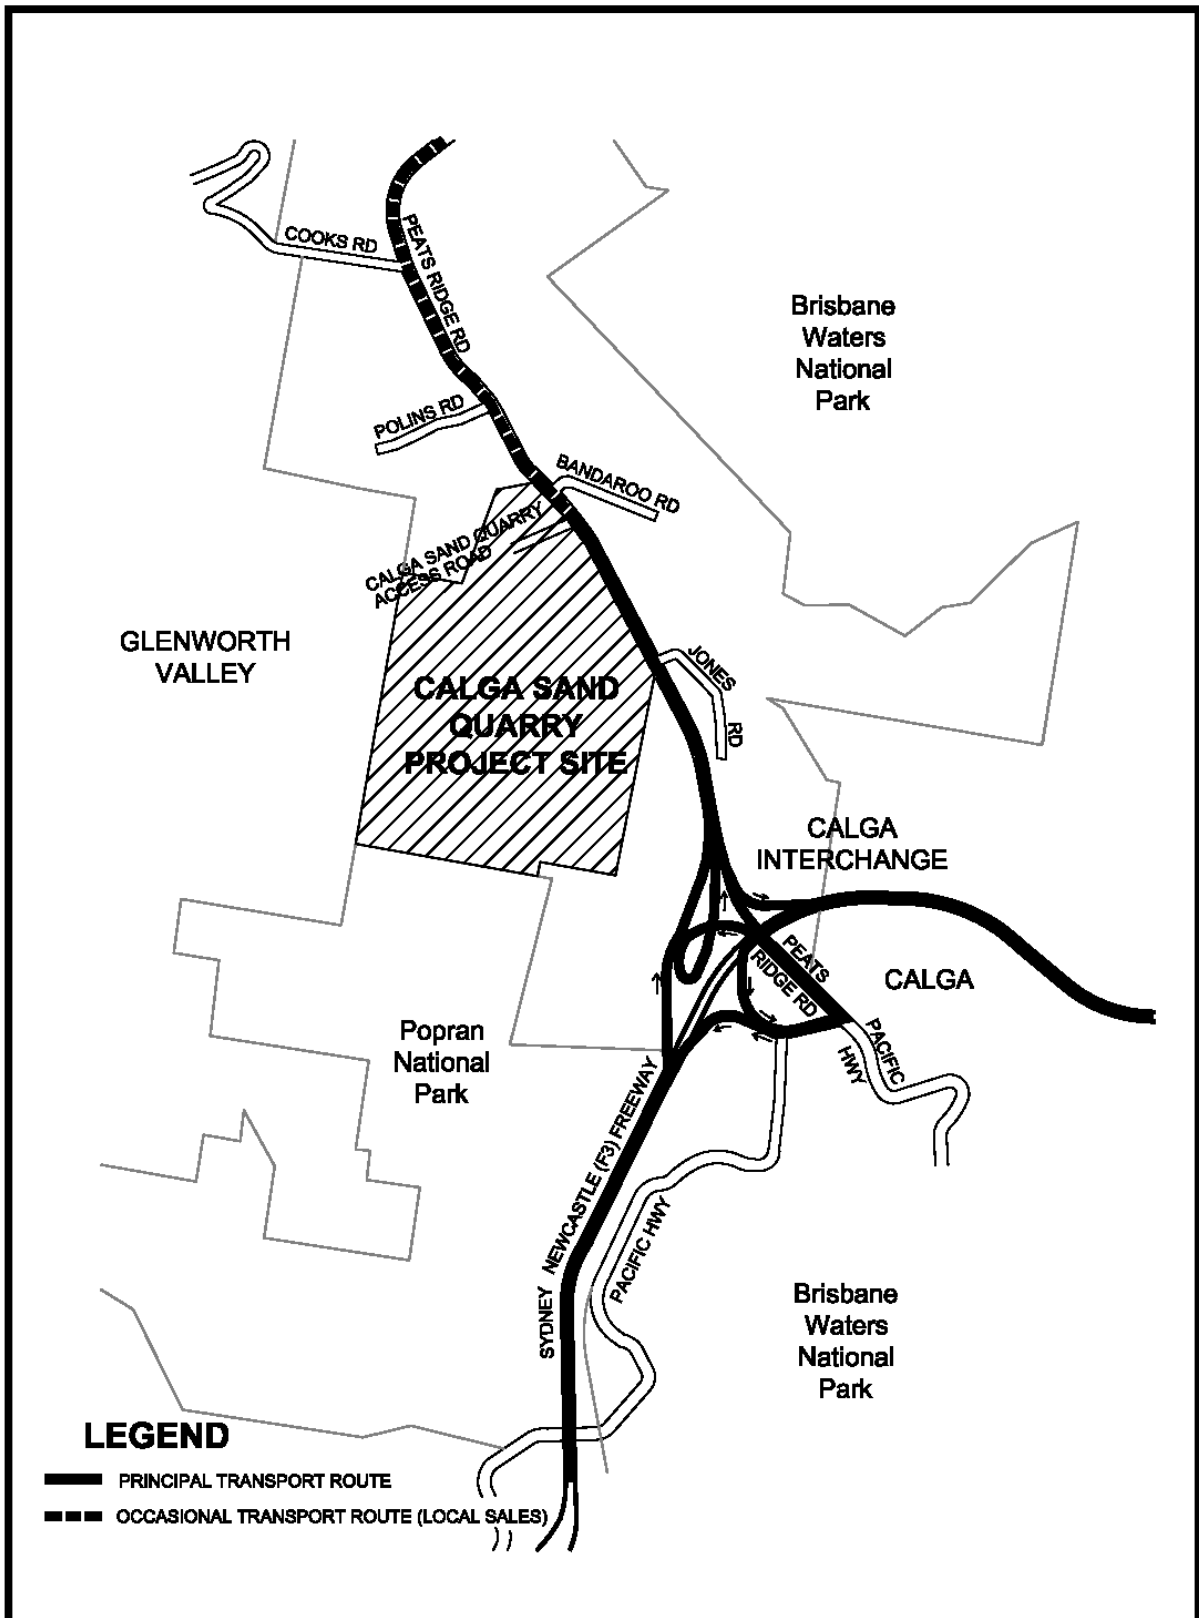 COOKS RD
PEATS RIDGE RD
Brisbane
Waters
National
Park
POLINS RD
BANDAROO RD
CALGA SAND QUARRY
ACCESS ROAD
GLENWORTH
VALLEY
JONES
RD
CALGA SAND
QUARRY
PROJECT SITE
CALGA
INTERCHANGE
PEATS
RIDGE RD
CALGA
PACIFIC
HWY
Popran
National
Park
SYDNEY NEWCASTLE (F3) FREEWAY
PACIFIC HWY
Brisbane
Waters
National
Park
LEGEND
PRINCIPAL TRANSPORT ROUTE
OCCASIONAL TRANSPORT ROUTE (LOCAL SALES)